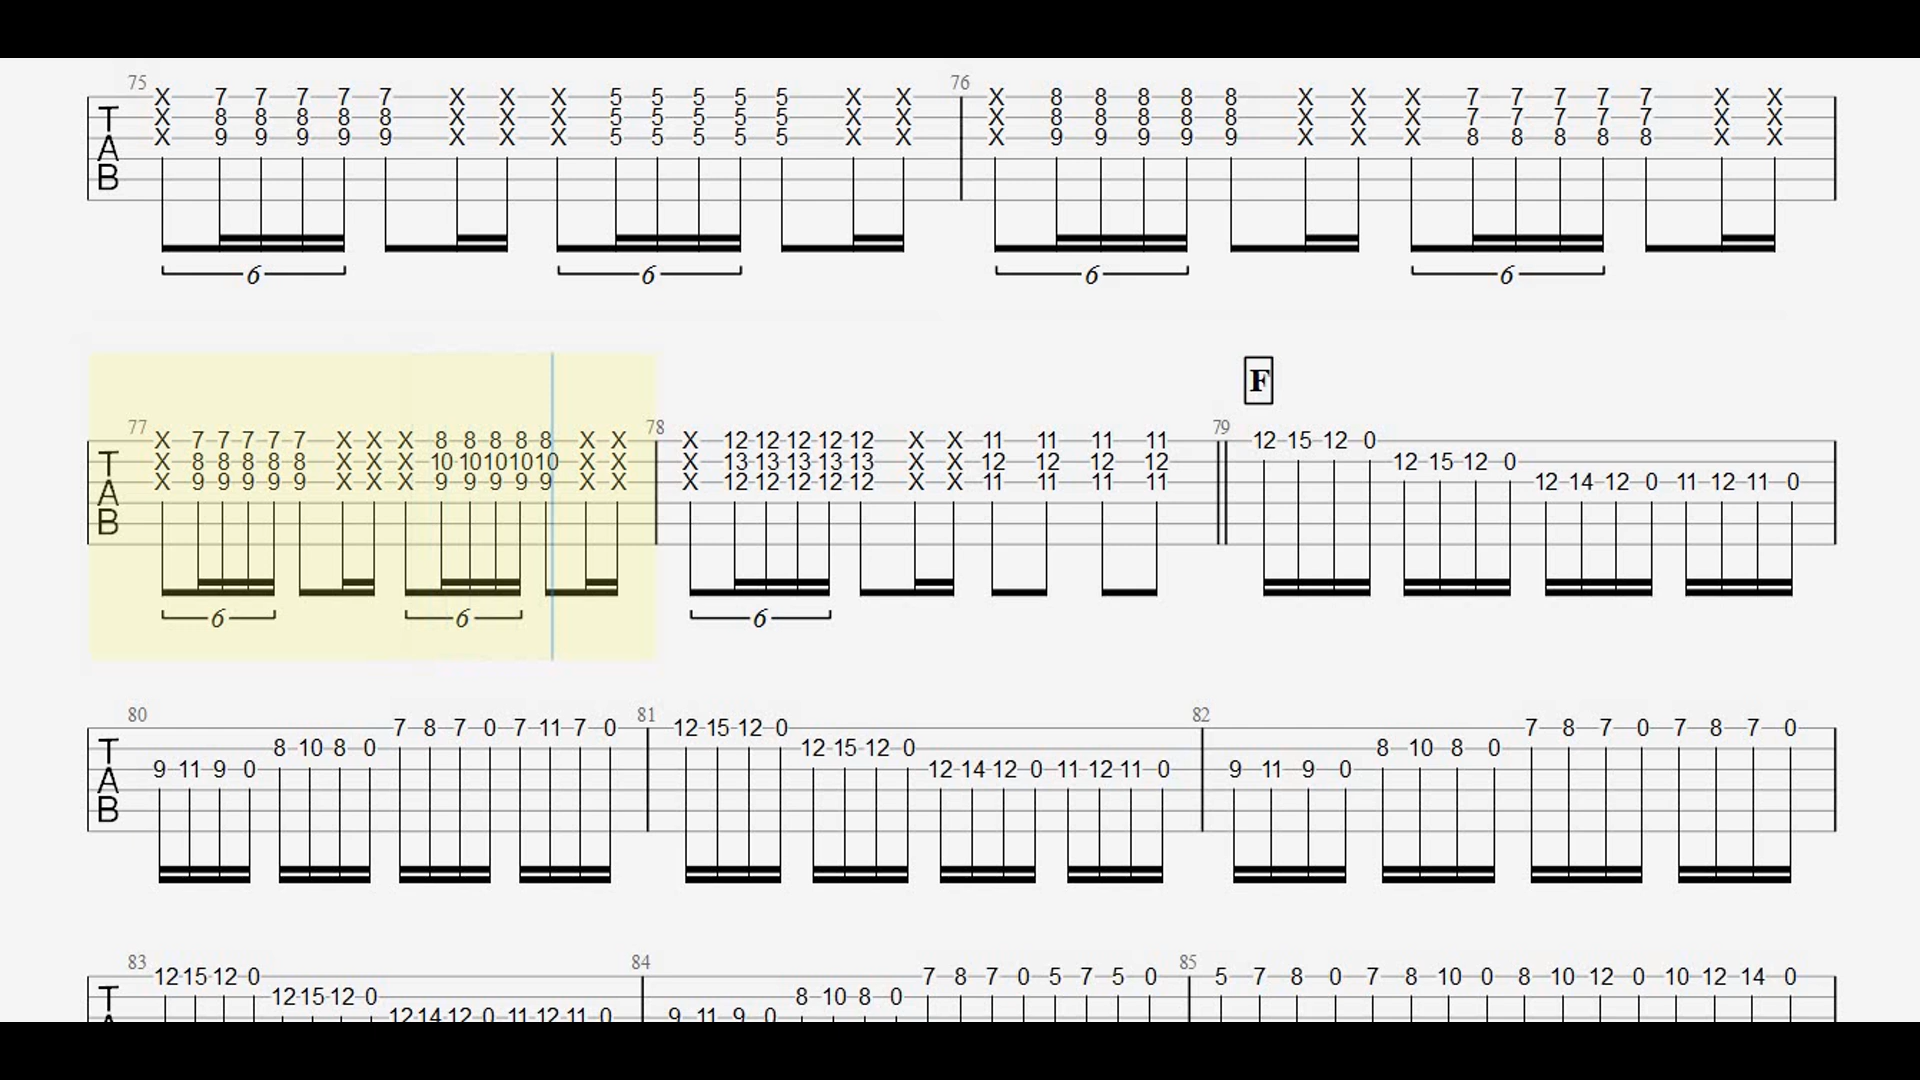 75 76
X 7 7 7 7 7 X X X 5 5 5 5 5 X X X 8 8 8 8 8 X X X 7 7 7 7 7 X X
T X 8 8 8 8 8 X X X 5 5 5 5 5 X X X 8 8 8 8 8 X X X 7 7 7 7 7 X X
A X 9 9 9 9 9 X X X 5 5 5 5 5 X X X 9 9 9 9 9 X X X 8 8 8 8 8 X X
B
6 6 6 6
F
77 78 79
X 7 7 7 7 7 X X X 8 8 8 8 8 X X X 12 12 12 12 12 X X 11 11 11 11 12 15 12 0
T X 8 8 8 8 8 X X X 10 10 10 10 10 X X X 13 13 13 13 13 X X 12 12 12 12 12 15 12 0
A X 9 9 9 9 9 X X X 9 9 9 9 9 X X X 12 12 12 12 12 X X 11 11 11 11 12 14 12 0 11 12 11 0
B
6 6 6
80 81 82
7 8 7 0 7 11 7 0 12 15 12 0 7 8 7 0 7 8 7 0
T 8 10 8 0 12 15 12 0 8 10 8 0
A 9 11 9 0 12 14 12 0 11 12 11 0 9 11 9 0
B
83 84 85
12 15 12 0 7 8 7 0 5 7 5 0 5 7 8 0 7 8 10 0 8 10 12 0 10 12 14 0
T 12 15 12 0 8 10 8 0
A 12 14 12 0 11 12 11 0 9 11 9 0